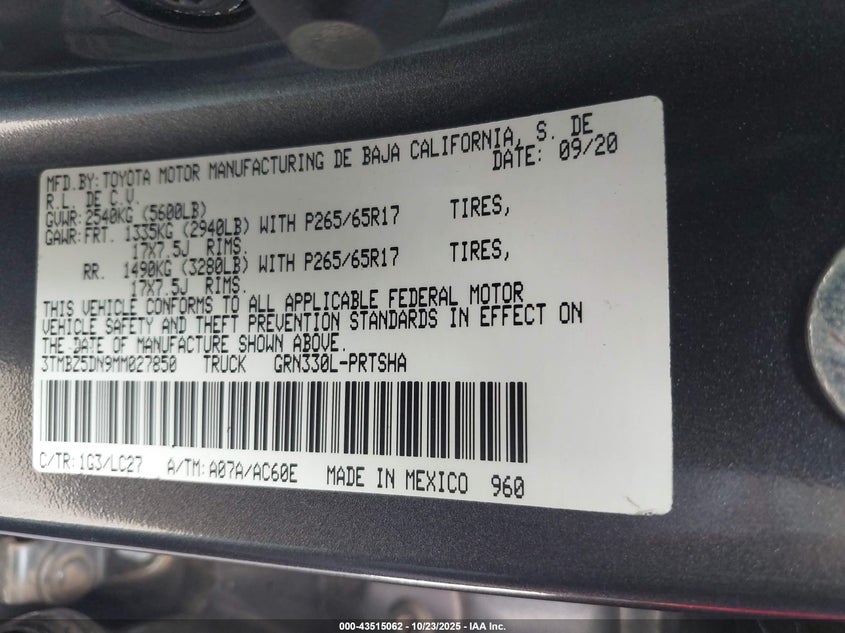 MFD.BY: TOYOTA MOTOR MANUFACTURING DE BAJA CALIFORNIA, S. DE
R.L. DE C.V. DATE: 09/20
GVWR: 2540KG (5600LB)
GAWR: FRT. 1335KG (2940LB) WITH P265/65R17 TIRES,
17X7.5J RIMS.
RR. 1490KG (3280LB) WITH P265/65R17 TIRES,
17X7.5J RIMS.
THIS VEHICLE CONFORMS TO ALL APPLICABLE FEDERAL MOTOR
VEHICLE SAFETY AND THEFT PREVENTION STANDARDS IN EFFECT ON
THE DATE OF MANUFACTURE SHOWN ABOVE.
3TMBZ5DN9MM027850 TRUCK GRN330L-PRTSHA
C/TR: 1G3/LC27 A/TM: A07A/AC60E MADE IN MEXICO 960
000-43515062 | 10/23/2025 - IAA Inc.